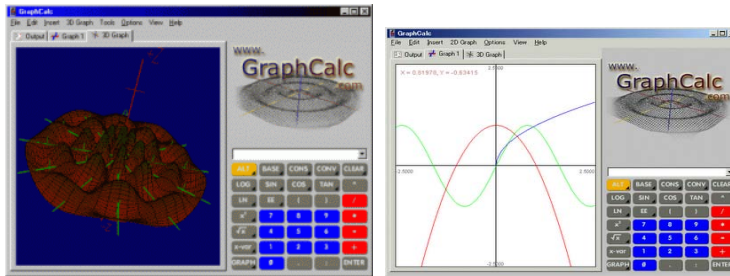 GraphCalc
File Edit Insert 3D Graph Tools Options View Help
Output Graph 1 3D Graph
www.
GraphCalc
.com
ALT BASE CONS CONV CLEAR
LOG SIN COS TAN ^
LN EE ( ) /
x² 7 8 9 *
√x 4 5 6 -
x-var 1 2 3 +
GRAPH 0 . , ENTER
GraphCalc
File Edit Insert 2D Graph Options View Help
Output Graph 1 3D Graph
2.5000
-2.5000 2.5000
-2.5000
www.
GraphCalc
.com
ALT BASE CONS CONV CLEAR
LOG SIN COS TAN ^
LN EE ( ) /
x² 7 8 9 *
√x 4 5 6 -
x-var 1 2 3 +
GRAPH 0 . ENTER